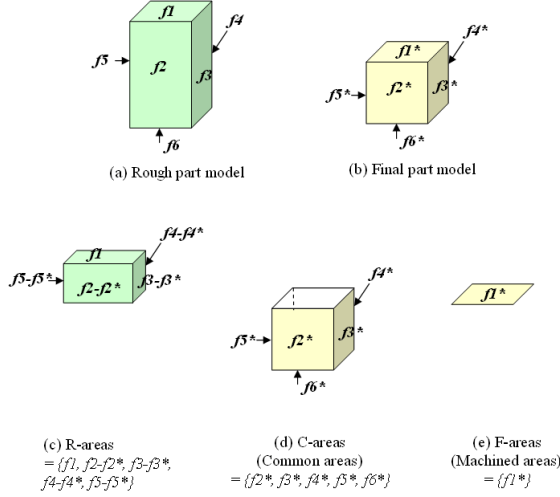 f1
f4
f5
f2
f3
f6
(a) Rough part model
f4*
f1*
f5*
f2*
f3*
f6*
(b) Final part model
f4-f4*
f1
f5-f5*
f2-f2*
f3-f3*
(c) R-areas
= {f1, f2-f2*, f3-f3*,
f4-f4*, f5-f5*}
f4*
f5*
f2*
f3*
f6*
(d) C-areas
(Common areas)
= {f2*, f3*, f4*, f5*, f6*}
f1*
(e) F-areas
(Machined areas)
= {f1*}